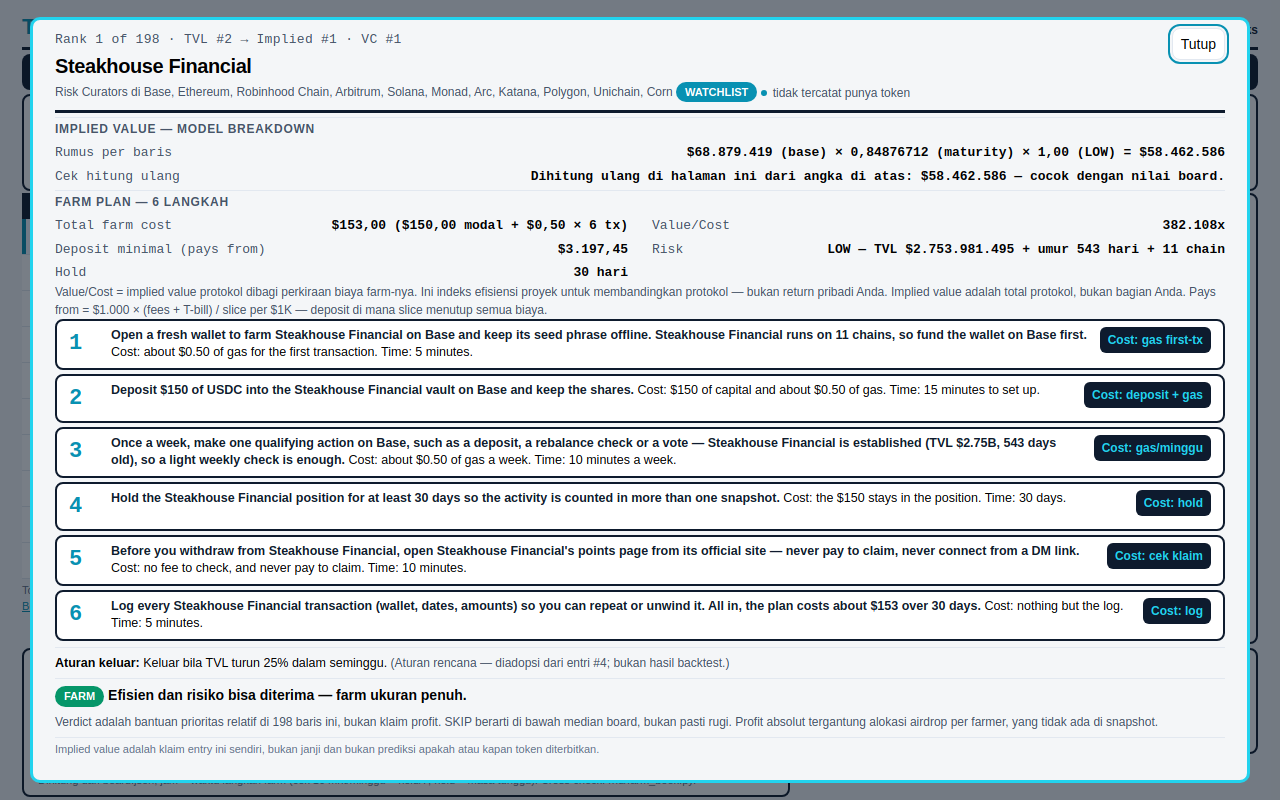 Rank 1 of 198 · TVL #2 → Implied #1 · VC #1
Tutup
Steakhouse Financial
Risk Curators di Base, Ethereum, Robinhood Chain, Arbitrum, Solana, Monad, Arc, Katana, Polygon, Unichain, Corn WATCHLIST ● tidak tercatat punya token
IMPLIED VALUE — MODEL BREAKDOWN
Rumus per baris $68.879.419 (base) × 0,84876712 (maturity) × 1,00 (LOW) = $58.462.586
Cek hitung ulang Dihitung ulang di halaman ini dari angka di atas: $58.462.586 — cocok dengan nilai board.
FARM PLAN — 6 LANGKAH
Total farm cost $153,00 ($150,00 modal + $0,50 × 6 tx) Value/Cost 382.108x
Deposit minimal (pays from) $3.197,45 Risk LOW — TVL $2.753.981.495 + umur 543 hari + 11 chain
Hold 30 hari
Value/Cost = implied value protokol dibagi perkiraan biaya farm-nya. Ini indeks efisiensi proyek untuk membandingkan protokol — bukan return pribadi Anda. Implied value adalah total protokol, bukan bagian Anda. Pays
from = $1.000 × (fees + T-bill) / slice per $1K — deposit di mana slice menutup semua biaya.
1 Open a fresh wallet to farm Steakhouse Financial on Base and keep its seed phrase offline. Steakhouse Financial runs on 11 chains, so fund the wallet on Base first. Cost: gas first-tx
Cost: about $0.50 of gas for the first transaction. Time: 5 minutes.
2 Deposit $150 of USDC into the Steakhouse Financial vault on Base and keep the shares. Cost: $150 of capital and about $0.50 of gas. Time: 15 minutes to set up. Cost: deposit + gas
3 Once a week, make one qualifying action on Base, such as a deposit, a rebalance check or a vote — Steakhouse Financial is established (TVL $2.75B, 543 days Cost: gas/minggu
old), so a light weekly check is enough. Cost: about $0.50 of gas a week. Time: 10 minutes a week.
4 Hold the Steakhouse Financial position for at least 30 days so the activity is counted in more than one snapshot. Cost: the $150 stays in the position. Time: 30 days. Cost: hold
5 Before you withdraw from Steakhouse Financial, open Steakhouse Financial's points page from its official site — never pay to claim, never connect from a DM link. Cost: cek klaim
Cost: no fee to check, and never pay to claim. Time: 10 minutes.
6 Log every Steakhouse Financial transaction (wallet, dates, amounts) so you can repeat or unwind it. All in, the plan costs about $153 over 30 days. Cost: nothing but the log. Cost: log
Time: 5 minutes.
Aturan keluar: Keluar bila TVL turun 25% dalam seminggu. (Aturan rencana — diadopsi dari entri #4; bukan hasil backtest.)
FARM Efisien dan risiko bisa diterima — farm ukuran penuh.
Verdict adalah bantuan prioritas relatif di 198 baris ini, bukan klaim profit. SKIP berarti di bawah median board, bukan pasti rugi. Profit absolut tergantung alokasi airdrop per farmer, yang tidak ada di snapshot.
Implied value adalah klaim entry ini sendiri, bukan janji dan bukan prediksi apakah atau kapan token diterbitkan.